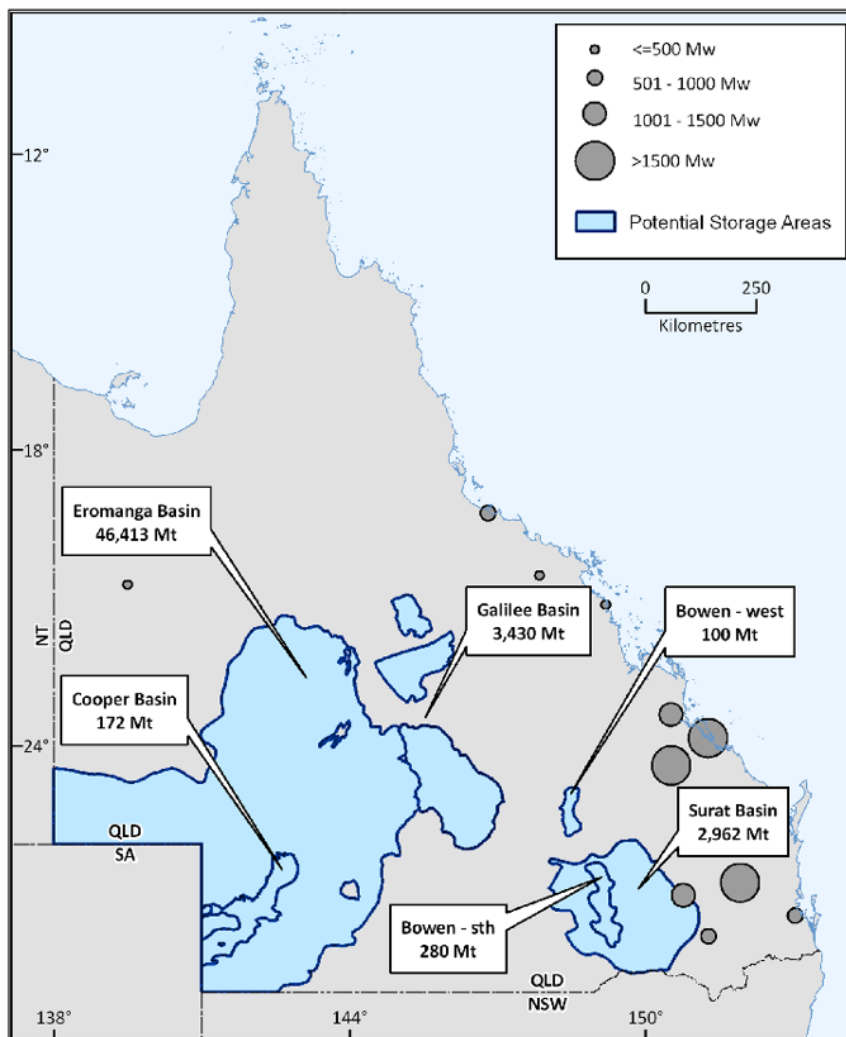 <=500 Mw
501 - 1000 Mw
1001 - 1500 Mw
>1500 Mw
Potential Storage Areas
0 250
Kilometres
12°
18°
24°
Eromanga Basin
46,413 Mt
Galilee Basin
3,430 Mt
Bowen - west
100 Mt
NT
QLD
Cooper Basin
172 Mt
Surat Basin
2,962 Mt
QLD
SA
Bowen - sth
280 Mt
QLD
NSW
138° 144° 150°